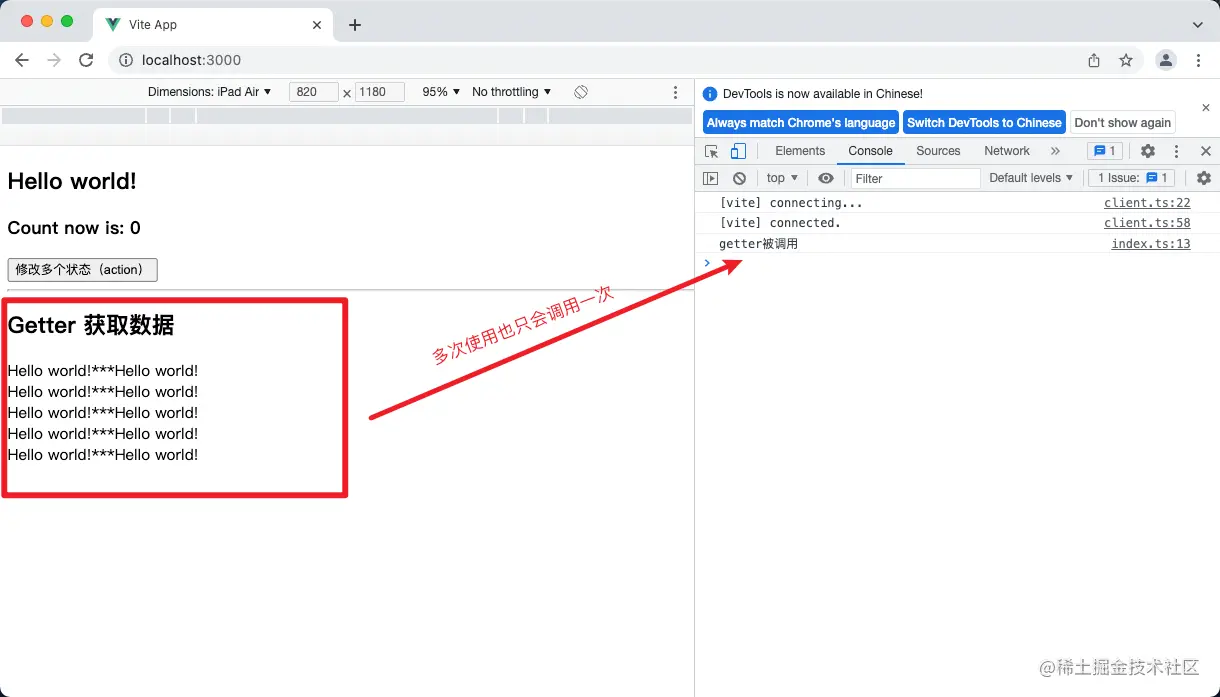 Vite App
localhost:3000
Dimensions: iPad Air 820 × 1180 95% No throttling
DevTools is now available in Chinese!
Always match Chrome's language Switch DevTools to Chinese Don't show again
Elements Console Sources Network » 1
top Filter Default levels 1 Issue: 1
[vite] connecting... client.ts:22
[vite] connected. client.ts:58
getter被调用 index.ts:13
Hello world!
Count now is: 0
修改多个状态（action）
Getter 获取数据
Hello world!***Hello world!
Hello world!***Hello world!
Hello world!***Hello world!
Hello world!***Hello world!
Hello world!***Hello world!
多次使用也只会调用一次
@稀土掘金技术社区